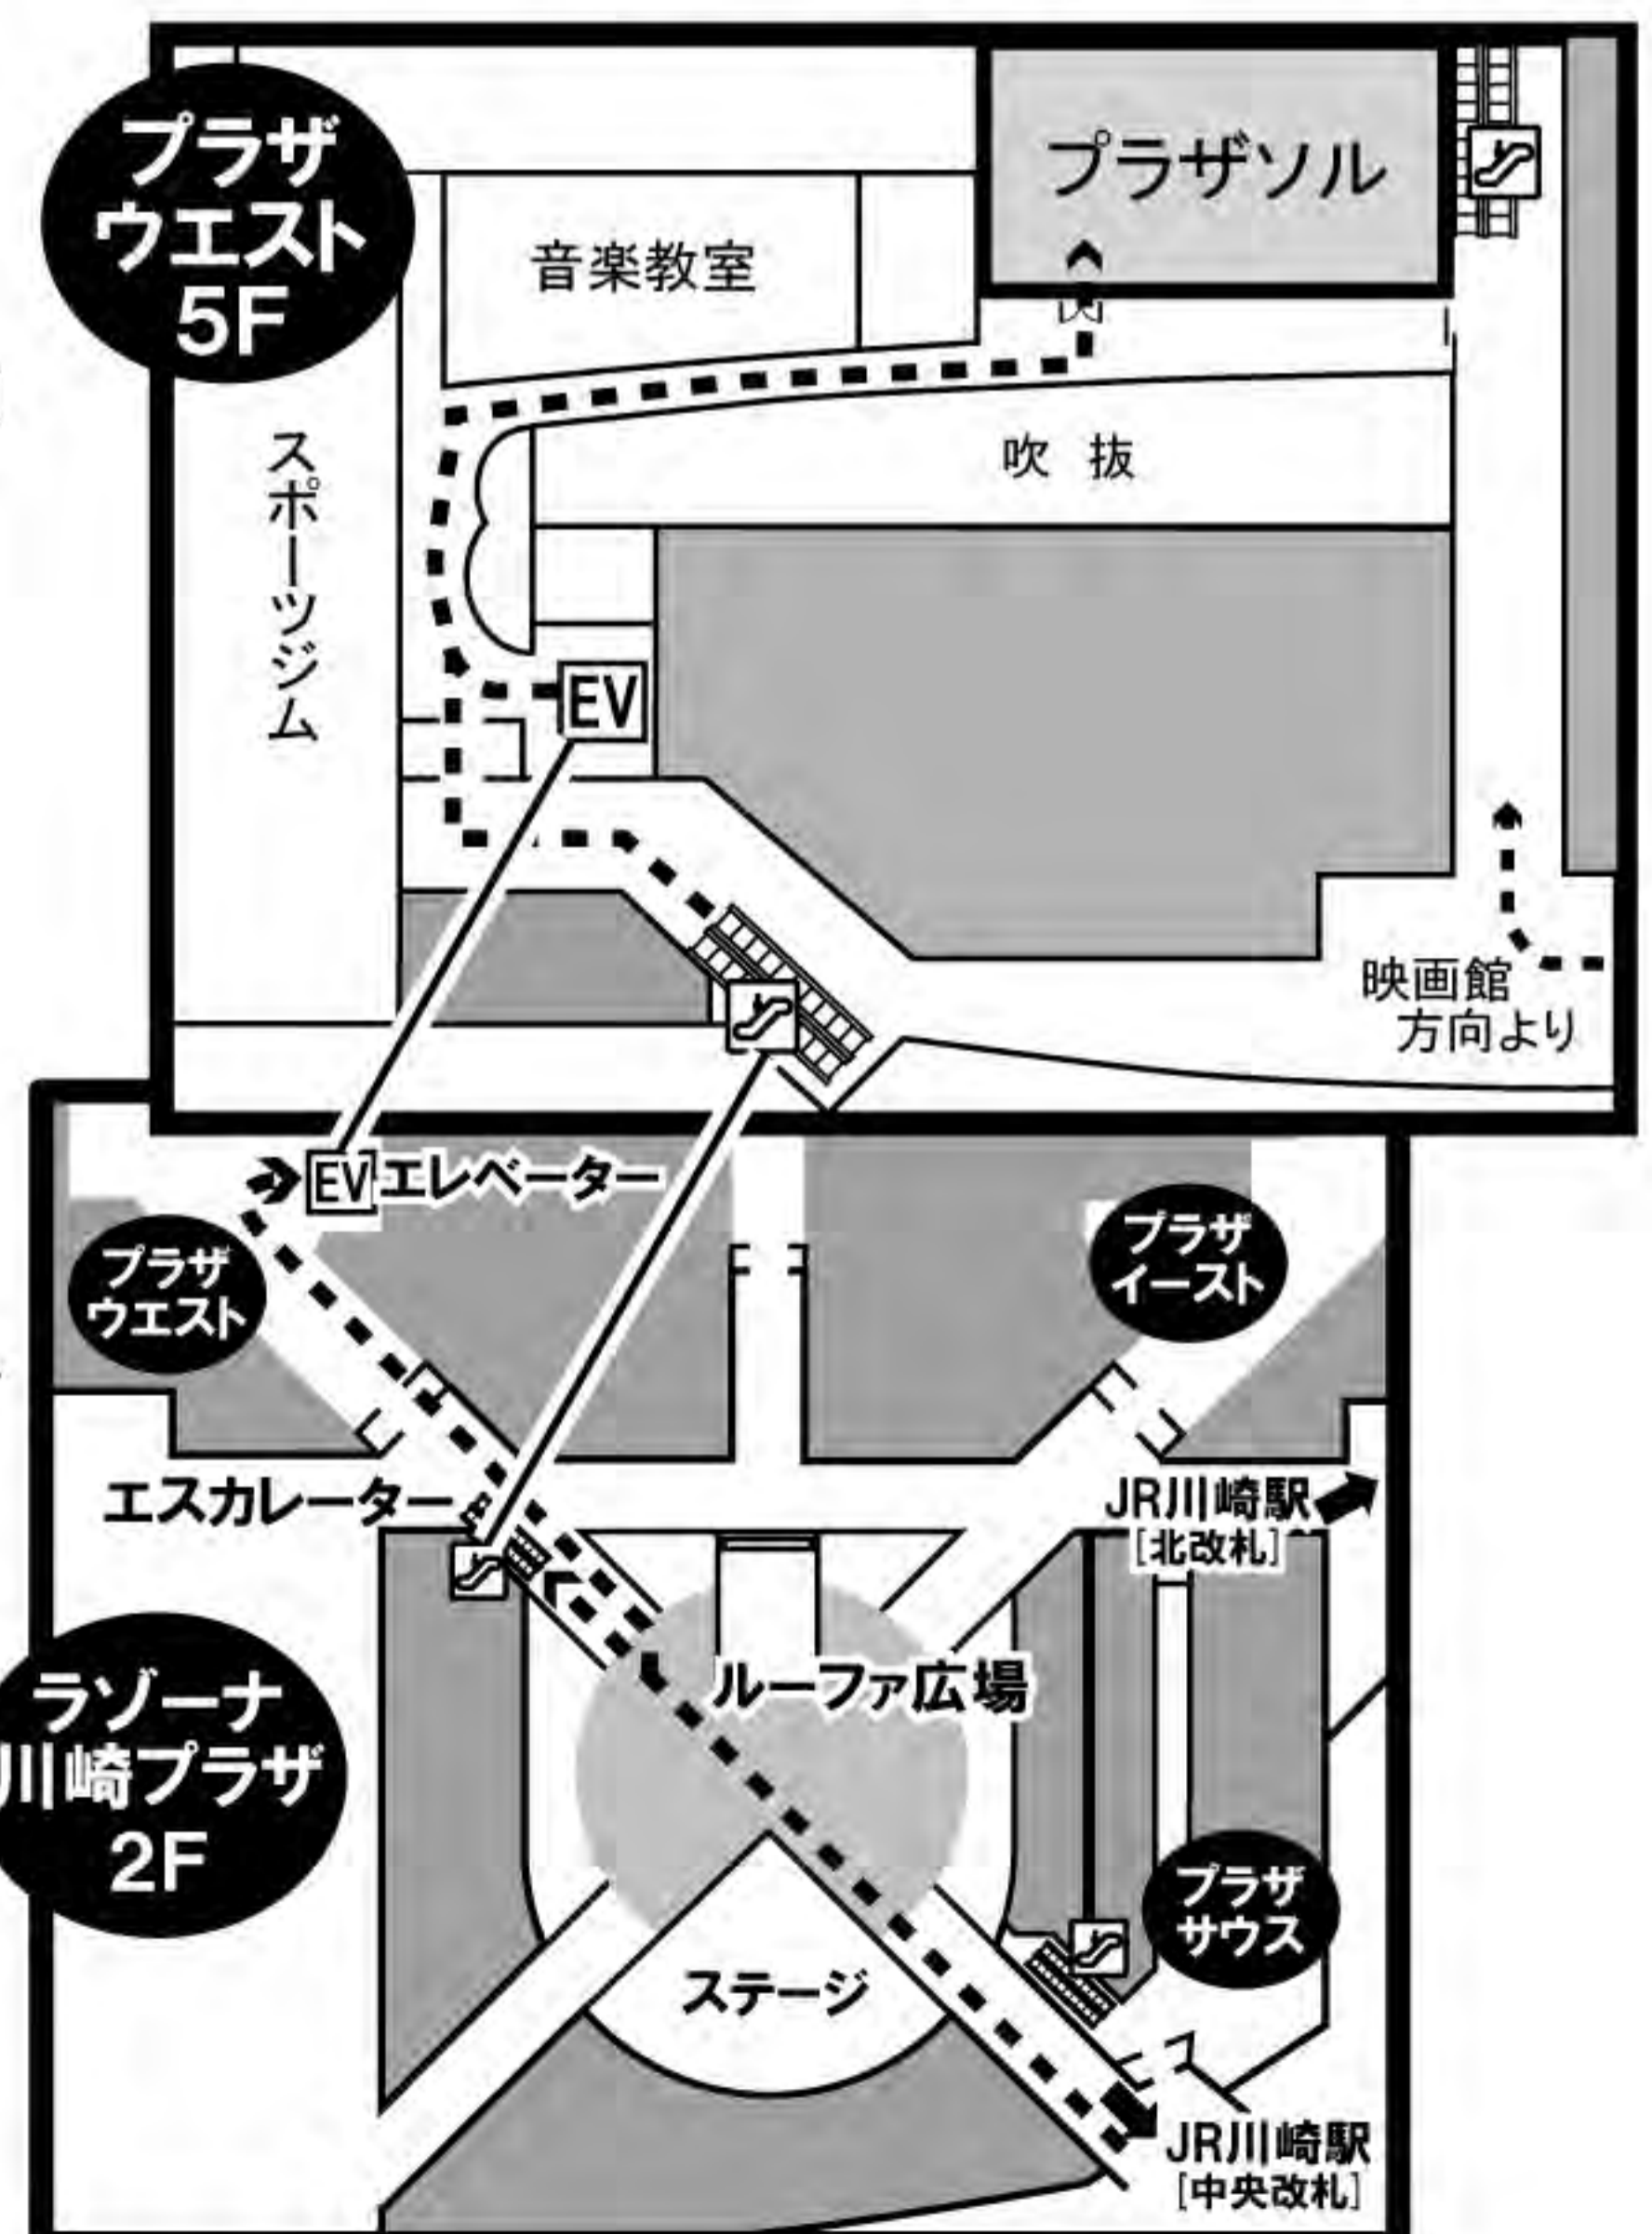 プラザ
ウエスト
5F
プラザソル
音楽教室
吹 抜
スポーツジム
EV
映画館
方向より
EV エレベーター
プラザ
ウエスト
プラザ
イースト
エスカレーター
JR川崎駅
[北改札]
ルーファ広場
ラゾーナ
川崎プラザ
2F
プラザ
サウス
ステージ
JR川崎駅
[中央改札]